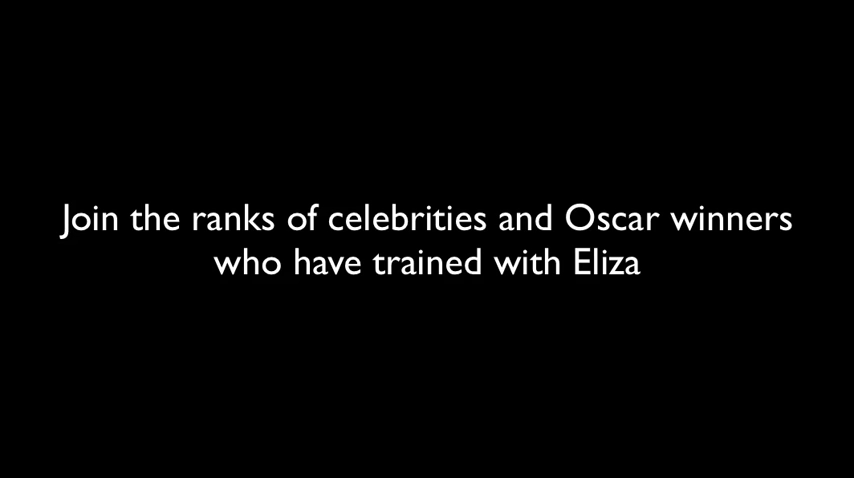 Join the ranks of celebrities and Oscar winners
who have trained with Eliza